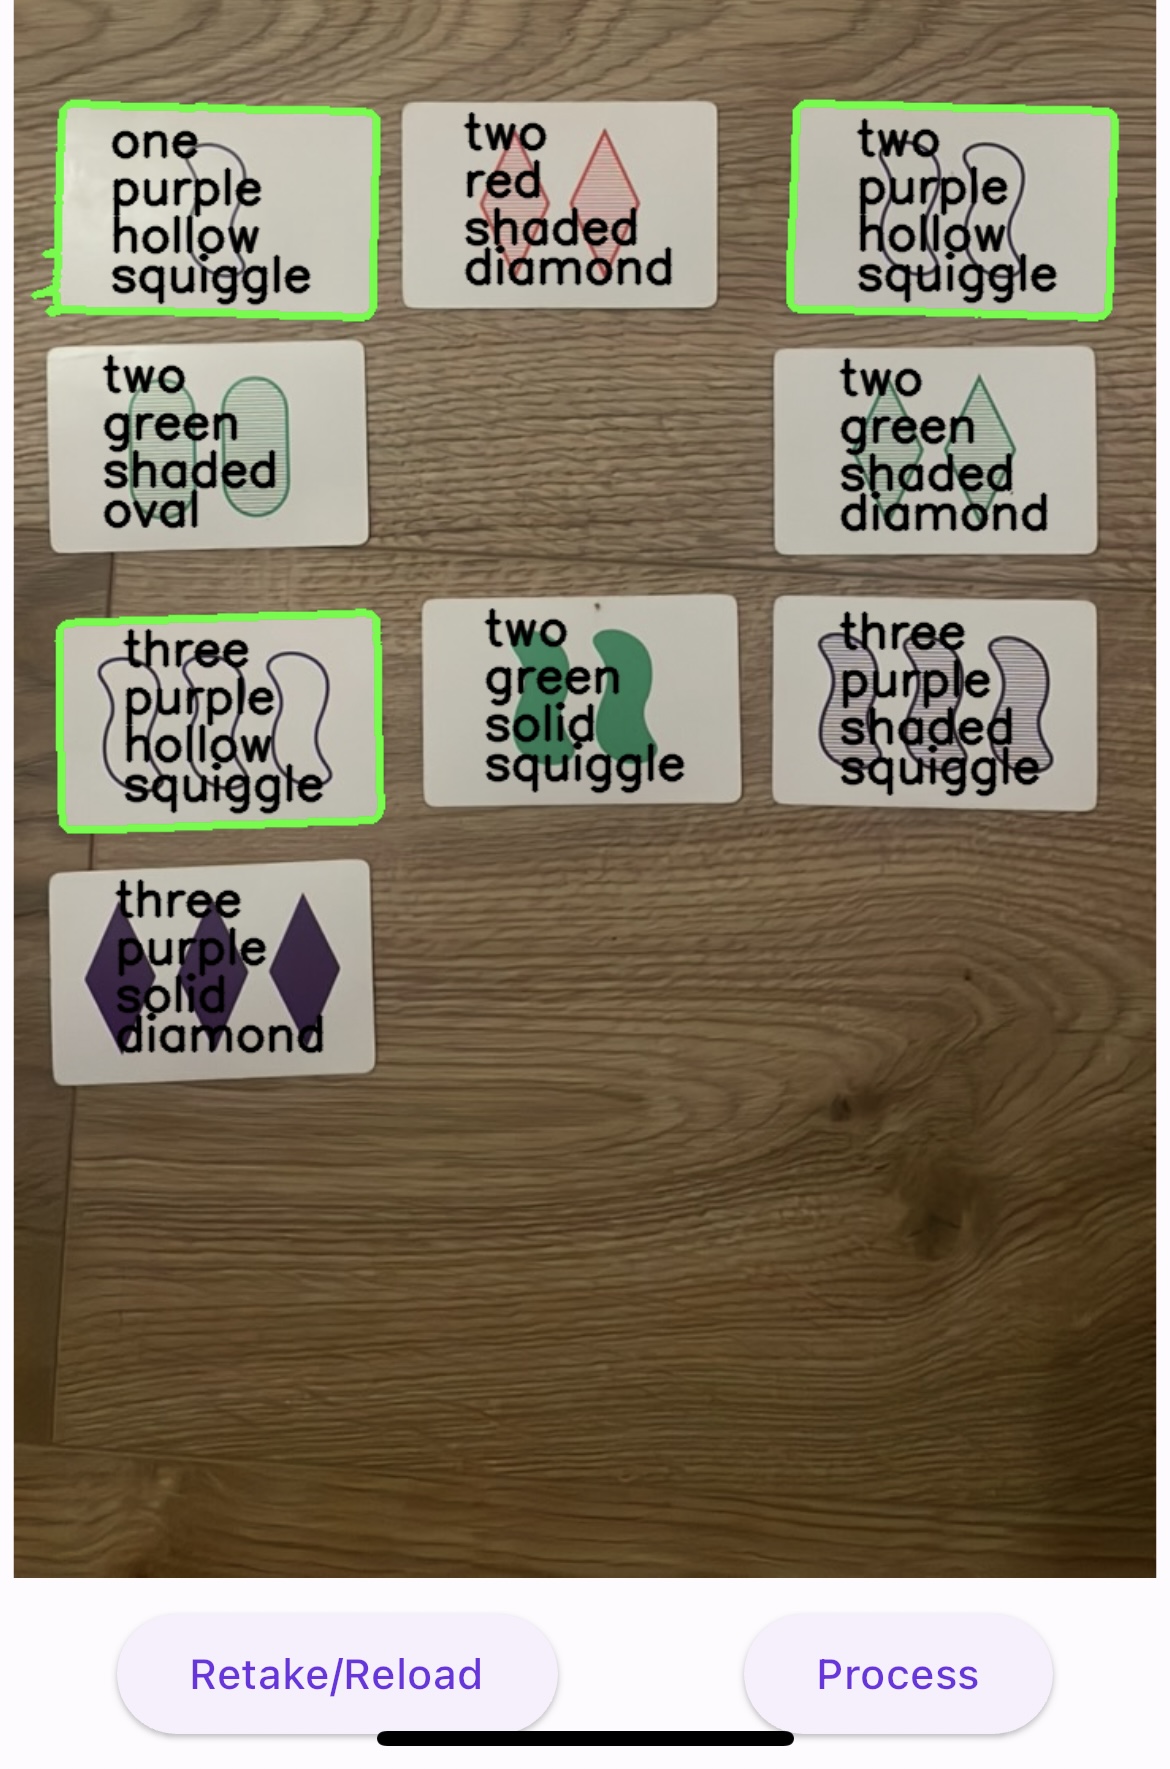 one
purple
hollow
squiggle
two
red
shaded
diamond
two
purple
hollow
squiggle
two
green
shaded
oval
two
green
shaded
diamond
three
purple
hollow
squiggle
two
green
solid
squiggle
three
purple
shaded
squiggle
three
purple
solid
diamond
Retake/Reload
Process